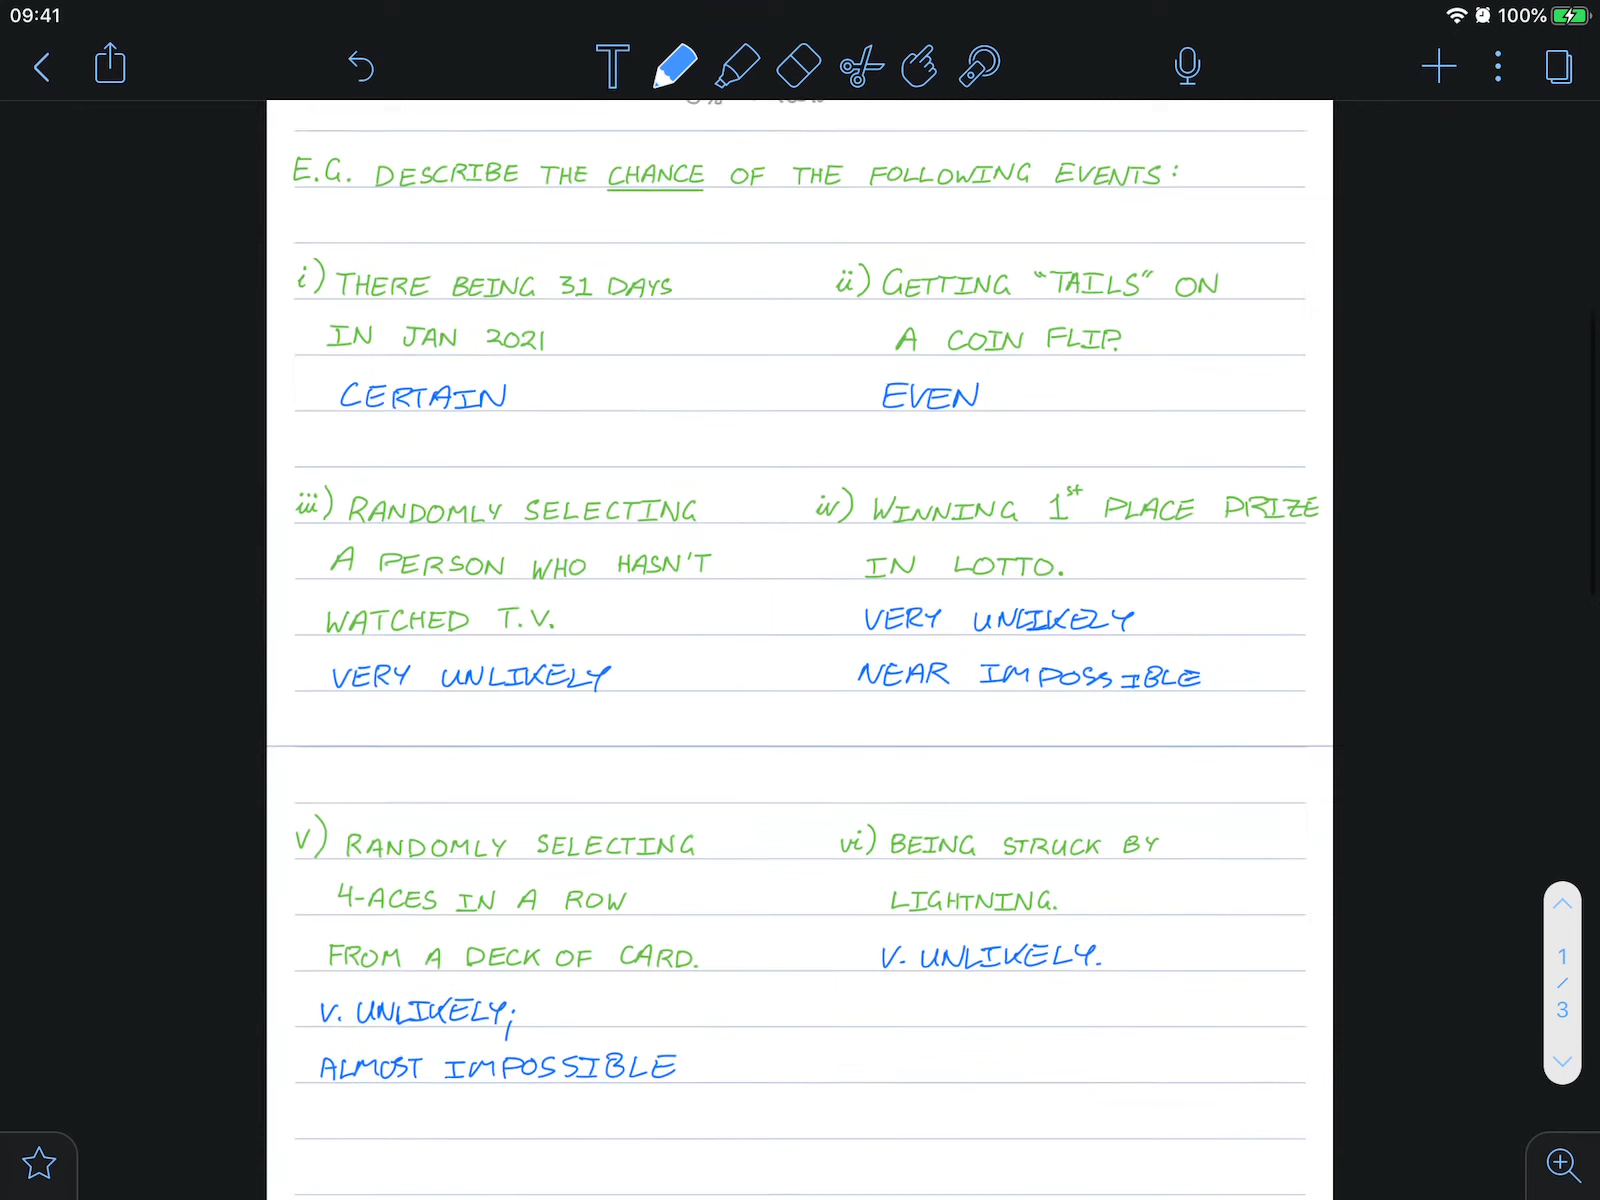 09:41
100%
E.G. DESCRIBE THE CHANCE OF THE FOLLOWING EVENTS:
i) THERE BEING 31 DAYS
IN JAN 2021
CERTAIN
ii) GETTING "TAILS" ON
A COIN FLIP.
EVEN
iii) RANDOMLY SELECTING
A PERSON WHO HASN'T
WATCHED T.V.
VERY UNLIKELY
iv) WINNING 1st PLACE PRIZE
IN LOTTO.
VERY UNLIKELY
NEAR IMPOSSIBLE
v) RANDOMLY SELECTING
4-ACES IN A ROW
FROM A DECK OF CARD.
V. UNLIKELY;
ALMOST IMPOSSIBLE
vi) BEING STRUCK BY
LIGHTNING.
V. UNLIKELY.
1
/
3